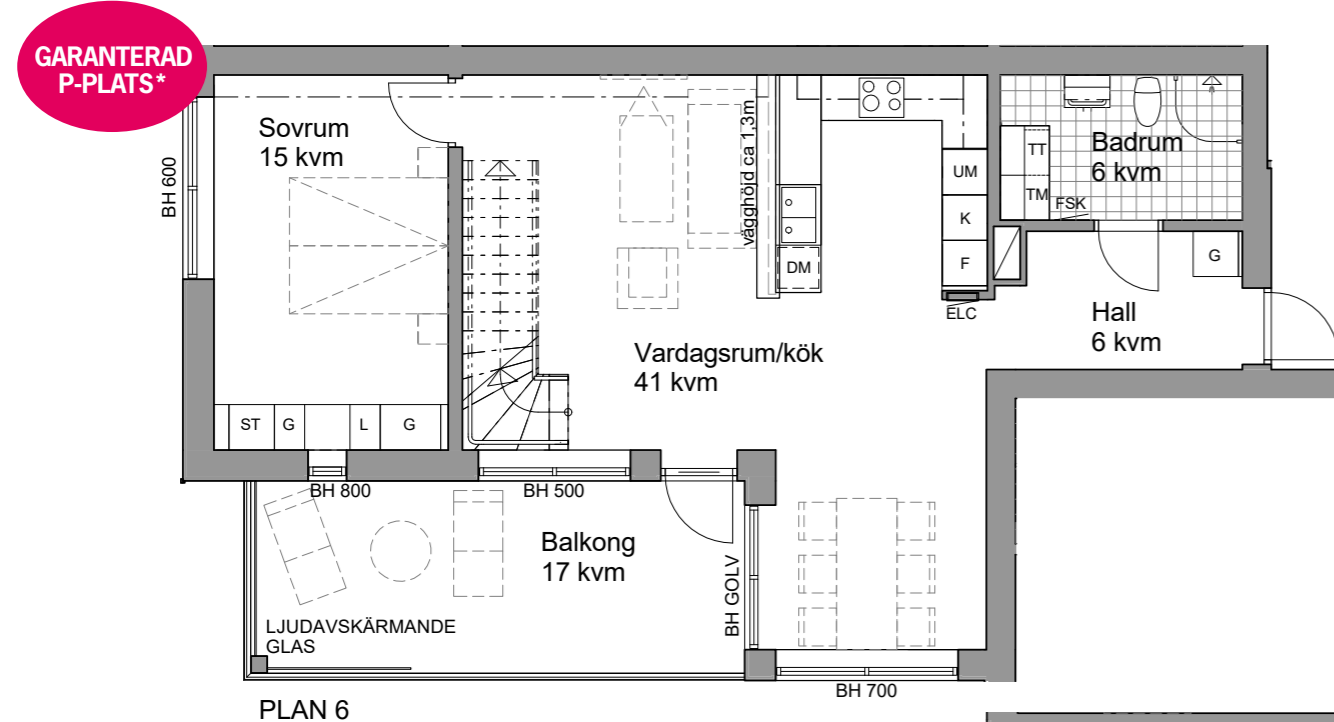 GARANTERAD
P-PLATS*
Sovrum
15 kvm
BH 600
vägghöjd ca 1,3m
UM
K
F
DM
ELC
TT
TM
FSK
Badrum
6 kvm
G
Hall
6 kvm
Vardagsrum/kök
41 kvm
ST
G
L
G
BH 800
BH 500
Balkong
17 kvm
BH GOLV
LJUDAVSKÄRMANDE
GLAS
BH 700
PLAN 6